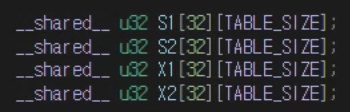 __shared__ u32 S1[32][TABLE_SIZE];
__shared__ u32 S2[32][TABLE_SIZE];
__shared__ u32 X1[32][TABLE_SIZE];
__shared__ u32 X2[32][TABLE_SIZE];